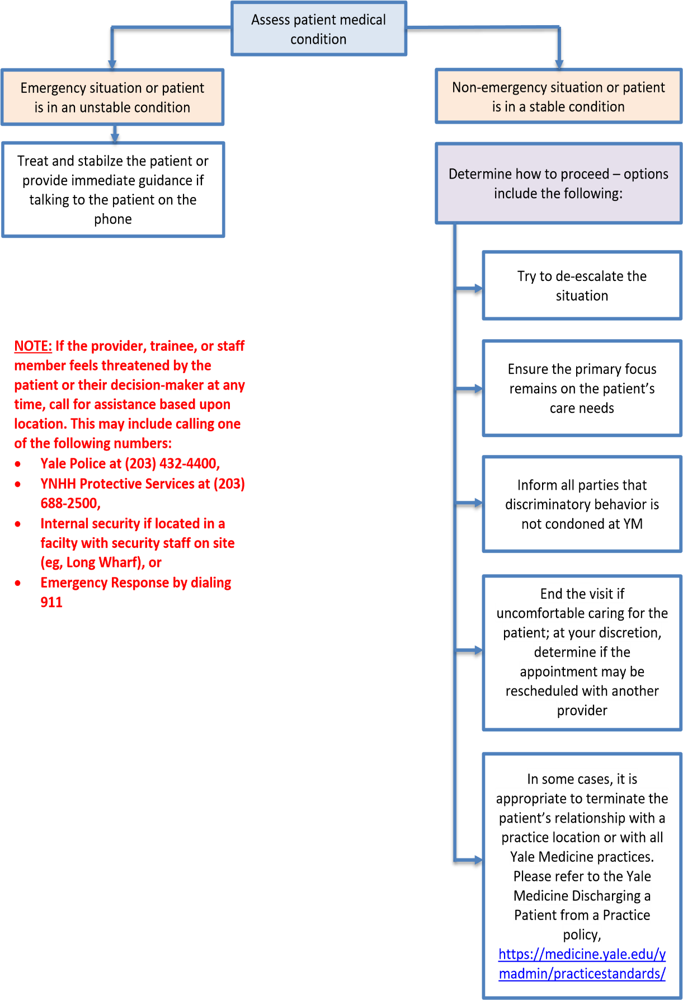 Assess patient medical
condition
Emergency situation or patient
is in an unstable condition
Treat and stabilze the patient or
provide immediate guidance if
talking to the patient on the
phone
NOTE: If the provider, trainee, or staff
member feels threatened by the
patient or their decision-maker at any
time, call for assistance based upon
location. This may include calling one
of the following numbers:
• Yale Police at (203) 432-4400,
• YNHH Protective Services at (203)
688-2500,
• Internal security if located in a
facilty with security staff on site
(eg, Long Wharf), or
• Emergency Response by dialing
911
Non-emergency situation or patient
is in a stable condition
Determine how to proceed – options
include the following:
Try to de-escalate the
situation
Ensure the primary focus
remains on the patient’s
care needs
Inform all parties that
discriminatory behavior is
not condoned at YM
End the visit if
uncomfortable caring for the
patient; at your discretion,
determine if the
appointment may be
rescheduled with another
provider
In some cases, it is
appropriate to terminate the
patient’s relationship with a
practice location or with all
Yale Medicine practices.
Please refer to the Yale
Medicine Discharging a
Patient from a Practice
policy,
https://medicine.yale.edu/y
madmin/practicestandards/